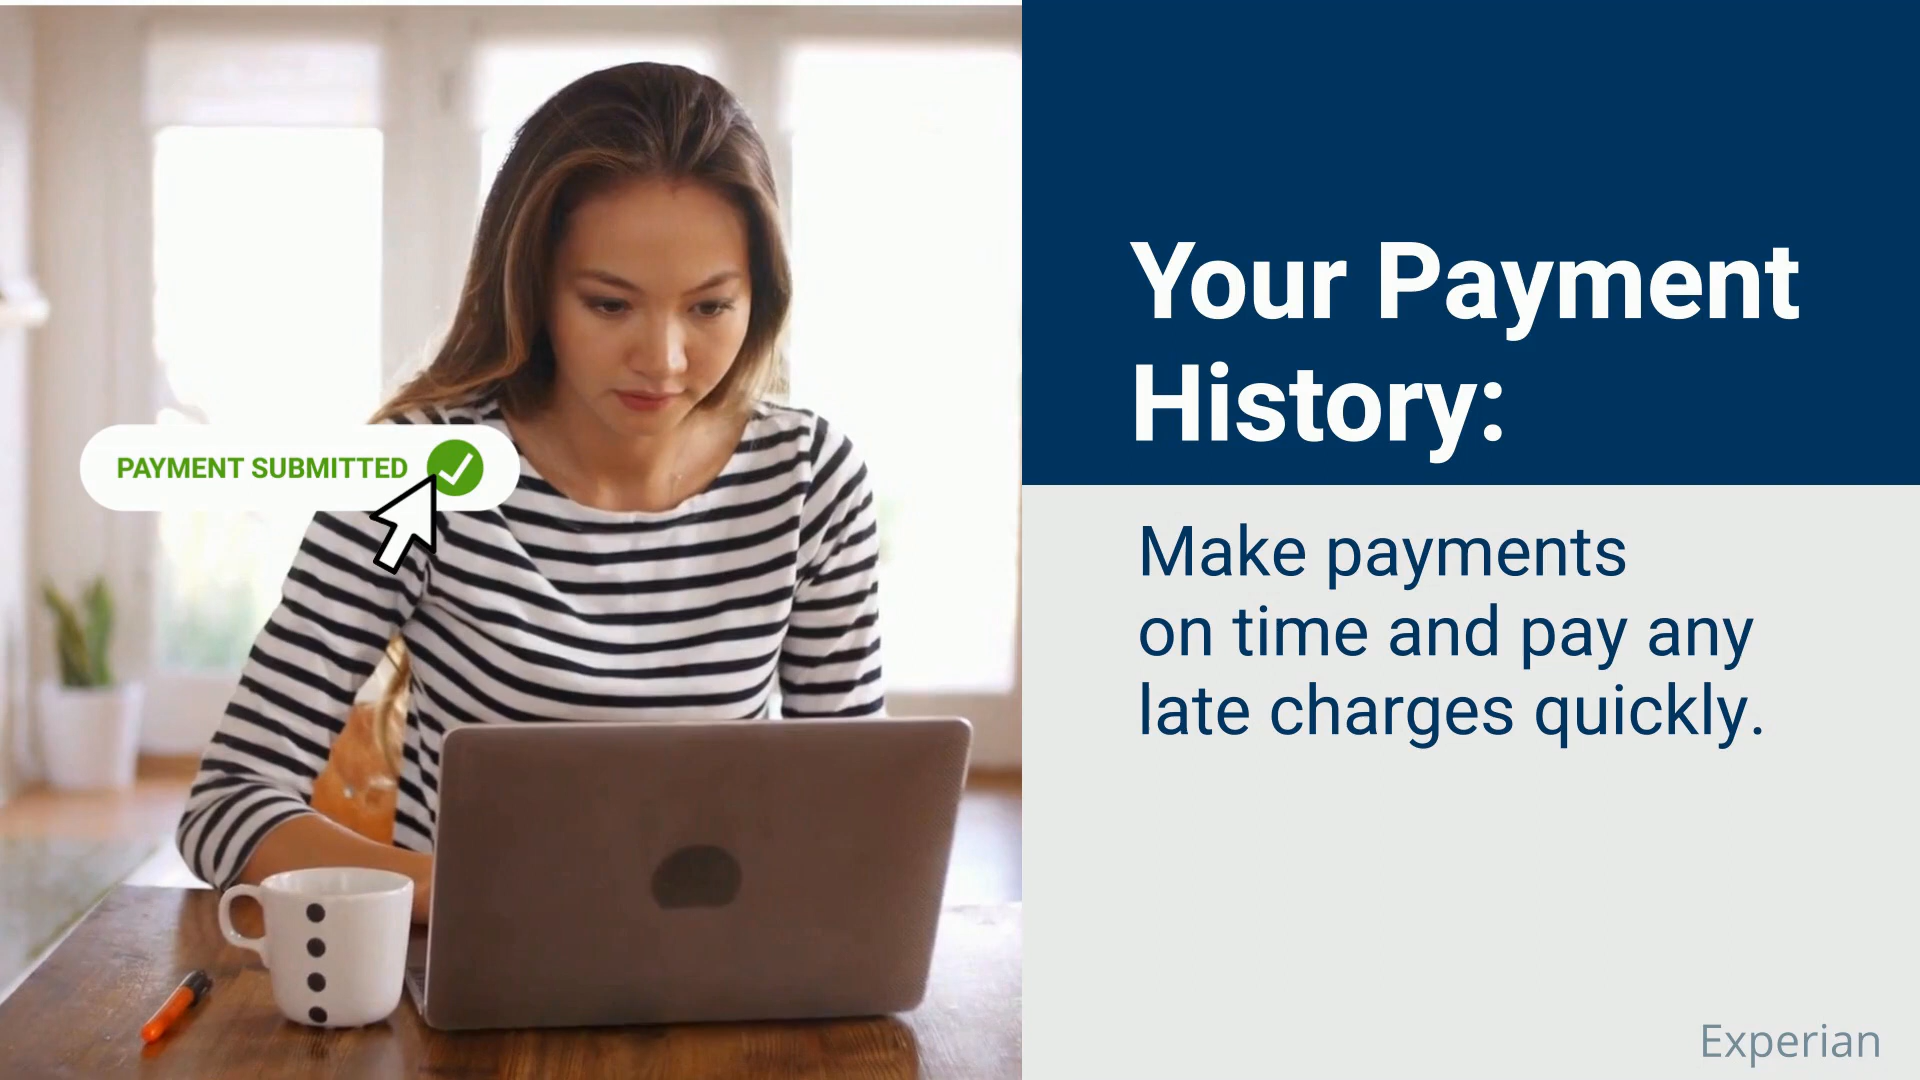 PAYMENT SUBMITTED
Your Payment
History:
Make payments
on time and pay any
late charges quickly.
Experian